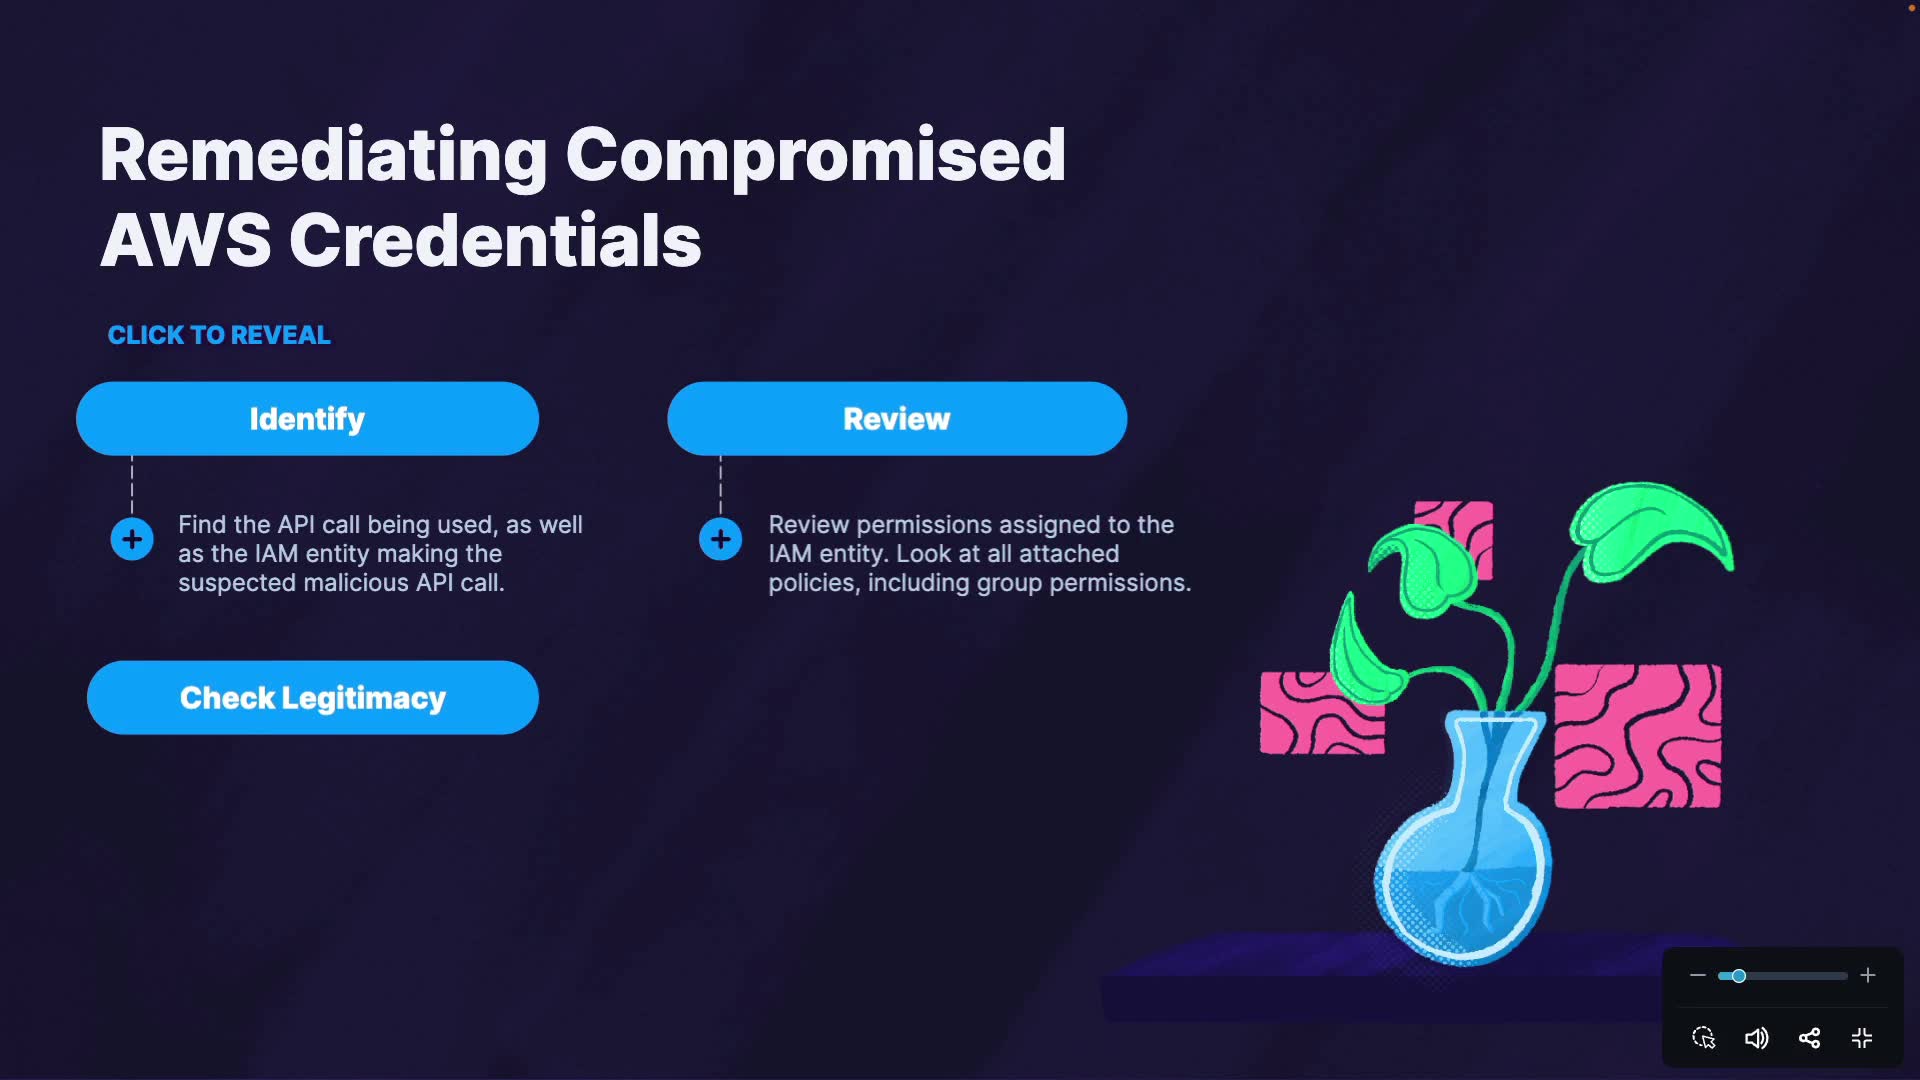 Remediating Compromised
AWS Credentials
CLICK TO REVEAL
Identify
Find the API call being used, as well
as the IAM entity making the
suspected malicious API call.
Review
Review permissions assigned to the
IAM entity. Look at all attached
policies, including group permissions.
Check Legitimacy